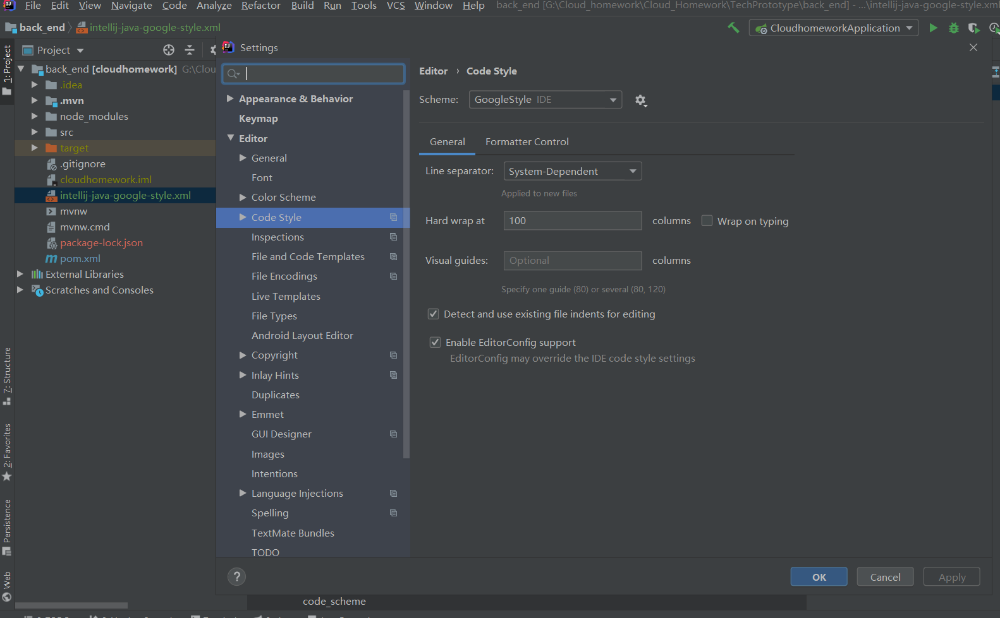 File Edit View Navigate Code Analyze Refactor Build Run Tools VCS Window Help back_end [G:\Cloud_homework\Cloud_Homework\TechPrototype\back_end] - ...\intellij-java-google-style.xml
back_end intellij-java-google-style.xml
CloudhomeworkApplication
Project
back_end [cloudhomework] G:\Clou
.idea
.mvn
node_modules
src
target
.gitignore
cloudhomework.iml
intellij-java-google-style.xml
mvnw
mvnw.cmd
package-lock.json
pom.xml
External Libraries
Scratches and Consoles
1: Project
7: Structure
2: Favorites
Persistence
Web
Settings
Appearance & Behavior
Keymap
Editor
General
Font
Color Scheme
Code Style
Inspections
File and Code Templates
File Encodings
Live Templates
File Types
Android Layout Editor
Copyright
Inlay Hints
Duplicates
Emmet
GUI Designer
Images
Intentions
Language Injections
Spelling
TextMate Bundles
TODO
Editor › Code Style
Scheme: GoogleStyle IDE
General Formatter Control
Line separator: System-Dependent
Applied to new files
Hard wrap at 100 columns Wrap on typing
Visual guides: Optional columns
Specify one guide (80) or several (80, 120)
Detect and use existing file indents for editing
Enable EditorConfig support
EditorConfig may override the IDE code style settings
? OK Cancel Apply
code_scheme